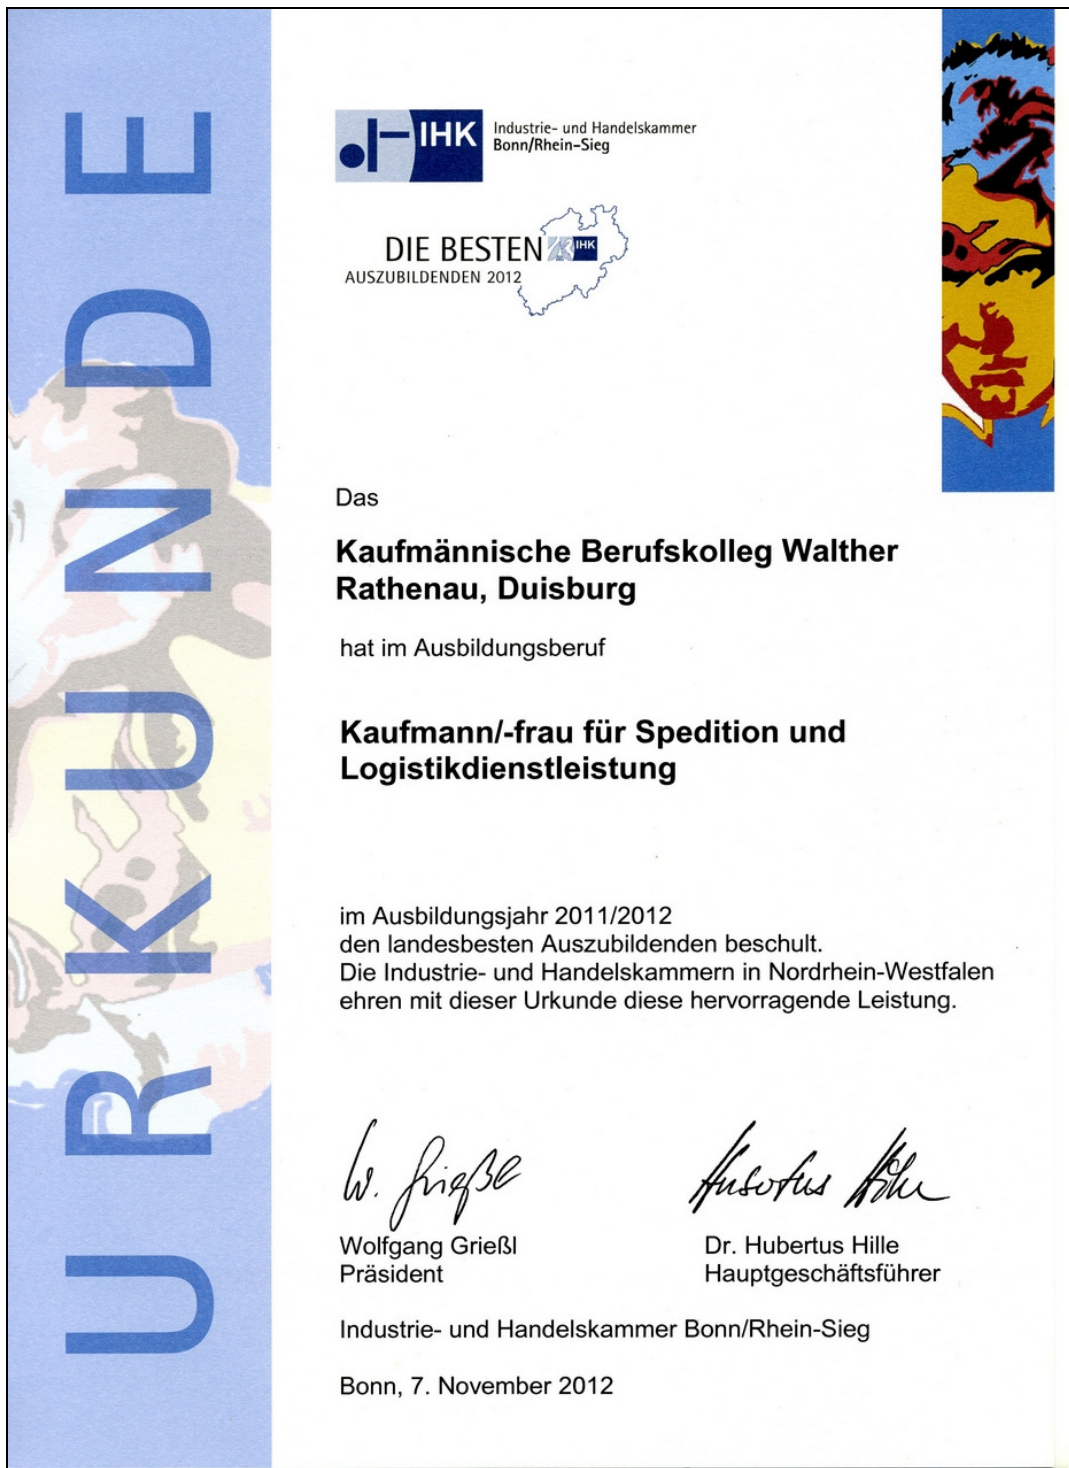 URKUNDE
IHK
Industrie- und Handelskammer
Bonn/Rhein-Sieg
DIE BESTEN IHK
AUSZUBILDENDEN 2012
Das
Kaufmännische Berufskolleg Walther
Rathenau, Duisburg
hat im Ausbildungsberuf
Kaufmann/-frau für Spedition und
Logistikdienstleistung
im Ausbildungsjahr 2011/2012
den landesbesten Auszubildenden beschult.
Die Industrie- und Handelskammern in Nordrhein-Westfalen
ehren mit dieser Urkunde diese hervorragende Leistung.
W. Grießl
Hubertus Hille
Wolfgang Grießl
Präsident
Dr. Hubertus Hille
Hauptgeschäftsführer
Industrie- und Handelskammer Bonn/Rhein-Sieg
Bonn, 7. November 2012